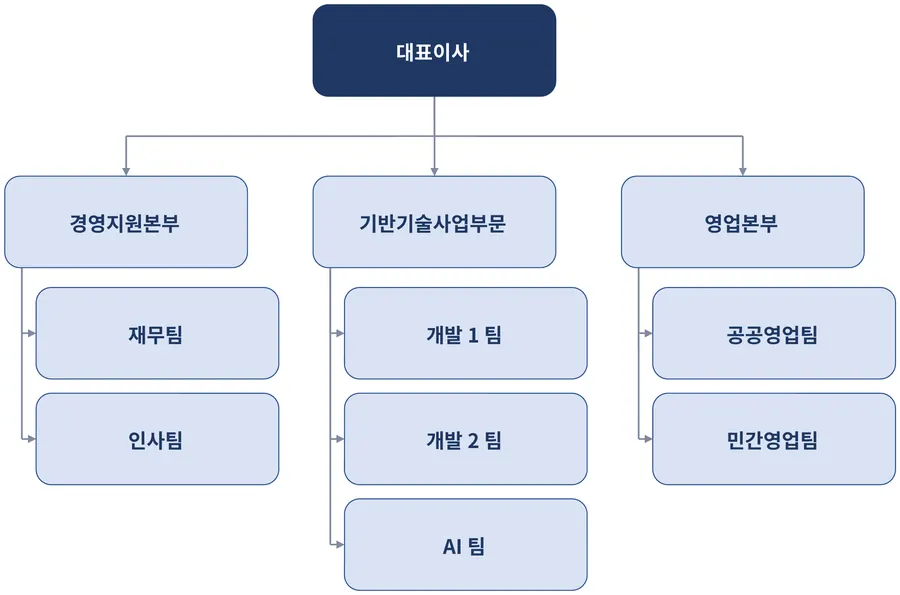 대표이사
경영지원본부
기반기술사업부문
영업본부
재무팀
개발 1 팀
공공영업팀
인사팀
개발 2 팀
민간영업팀
AI 팀